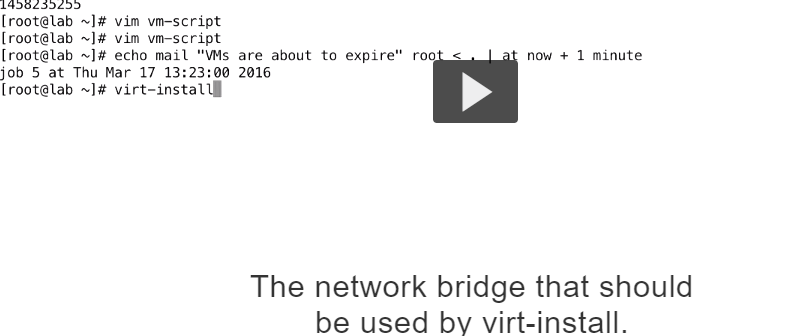 1458235255
[root@lab ~]# vim vm-script
[root@lab ~]# vim vm-script
[root@lab ~]# echo mail "VMs are about to expire" root < . | at now + 1 minute
job 5 at Thu Mar 17 13:23:00 2016
[root@lab ~]# virt-install
The network bridge that should
be used by virt-install.